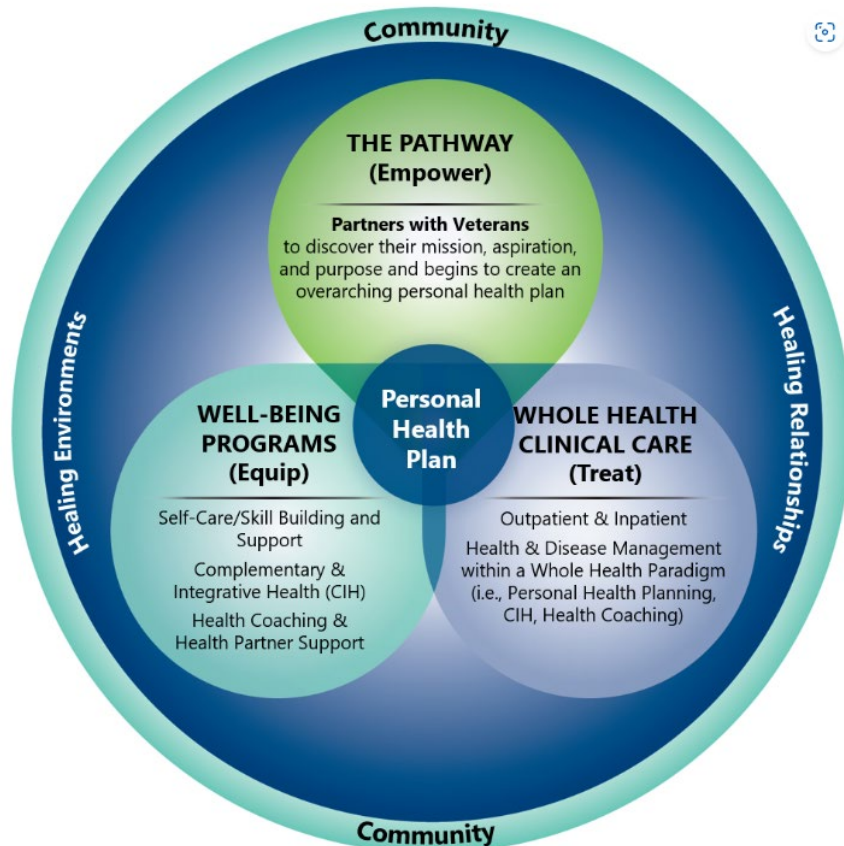 Community
THE PATHWAY
(Empower)
Partners with Veterans
to discover their mission, aspiration,
and purpose and begins to create an
overarching personal health plan
Healing Environments
Healing Relationships
Personal
Health
Plan
WELL-BEING
PROGRAMS
(Equip)
Self-Care/Skill Building and
Support
Complementary &
Integrative Health (CIH)
Health Coaching &
Health Partner Support
WHOLE HEALTH
CLINICAL CARE
(Treat)
Outpatient & Inpatient
Health & Disease Management
within a Whole Health Paradigm
(i.e., Personal Health Planning,
CIH, Health Coaching)
Community